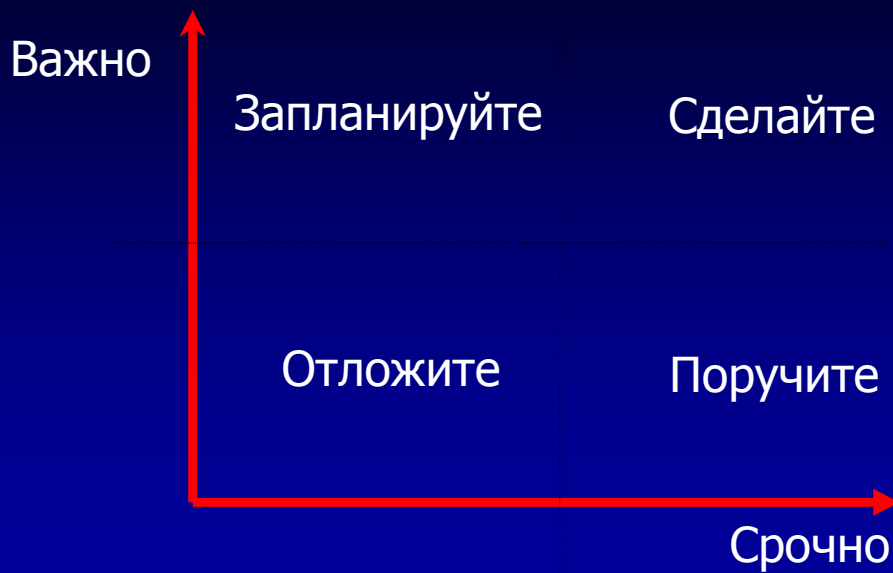 Важно
Запланируйте
Сделайте
Отложите
Поручите
Срочно